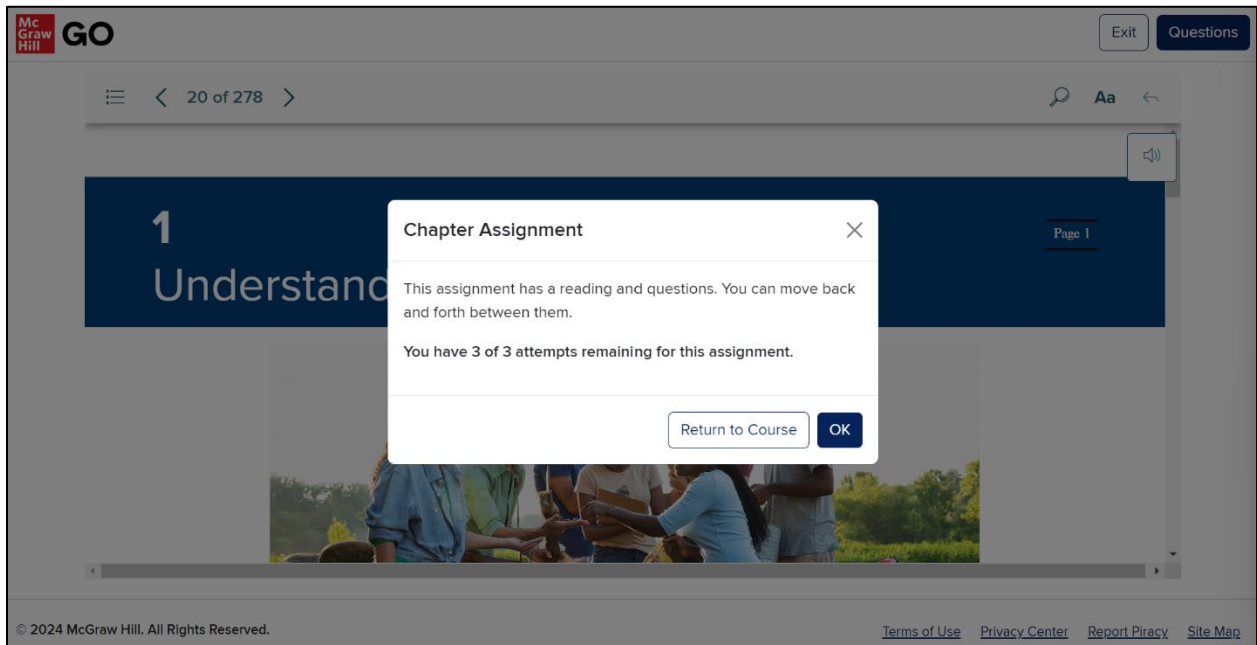 Mc
Graw
Hill
GO
Exit
Questions
20 of 278
Aa
1
Page 1
Understand
Chapter Assignment
This assignment has a reading and questions. You can move back
and forth between them.
You have 3 of 3 attempts remaining for this assignment.
Return to Course
OK
© 2024 McGraw Hill. All Rights Reserved.
Terms of Use
Privacy Center
Report Piracy
Site Map